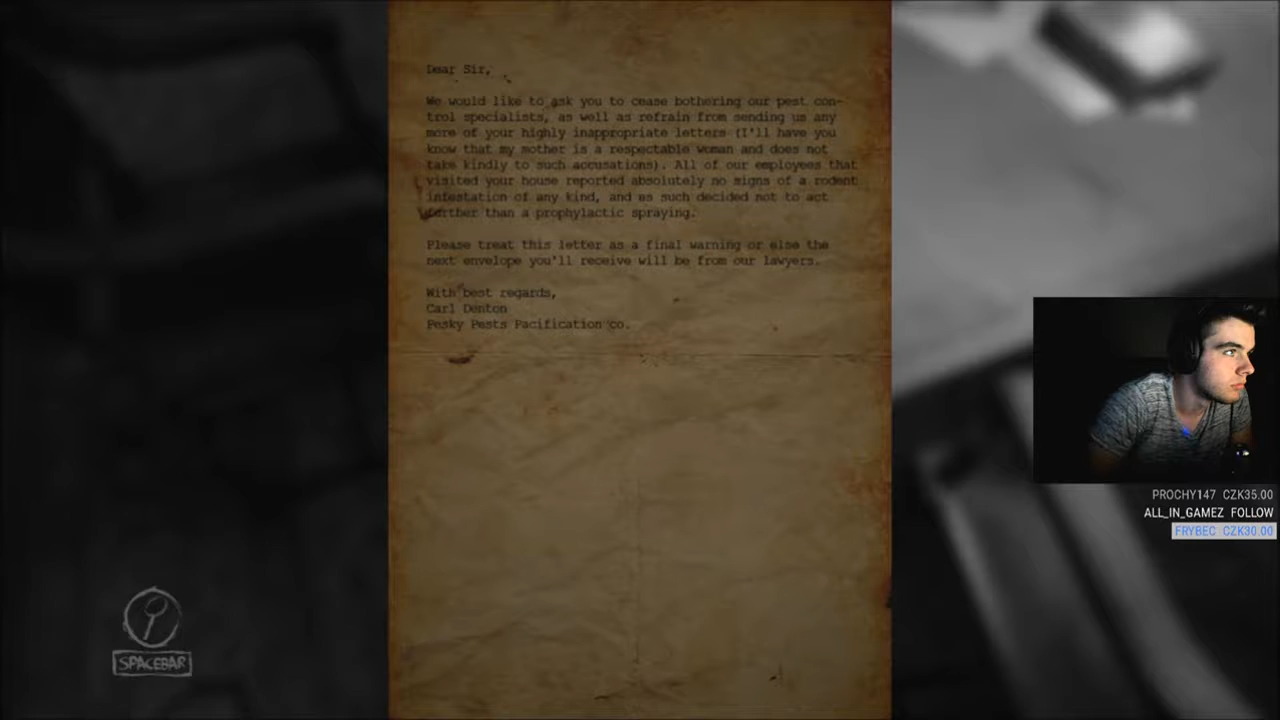 Dear Sir,
We would like to ask you to cease bothering our pest con-
trol specialists, as well as refrain from sending us any
more of your highly inappropriate letters (I'll have you
know that my mother is a respectable woman and does not
take kindly to such accusations). All of our employees that
visited your house reported absolutely no signs of a rodent
infestation of any kind, and as such decided not to act
further than a prophylactic spraying.
Please treat this letter as a final warning or else the
next envelope you'll receive will be from our lawyers.
With best regards,
Carl Denton
Pesky Pests Pacification co.
PROCHY147 CZK35.00
ALL_IN_GAMEZ FOLLOW
FRYBEC CZK30.00
SPACEBAR